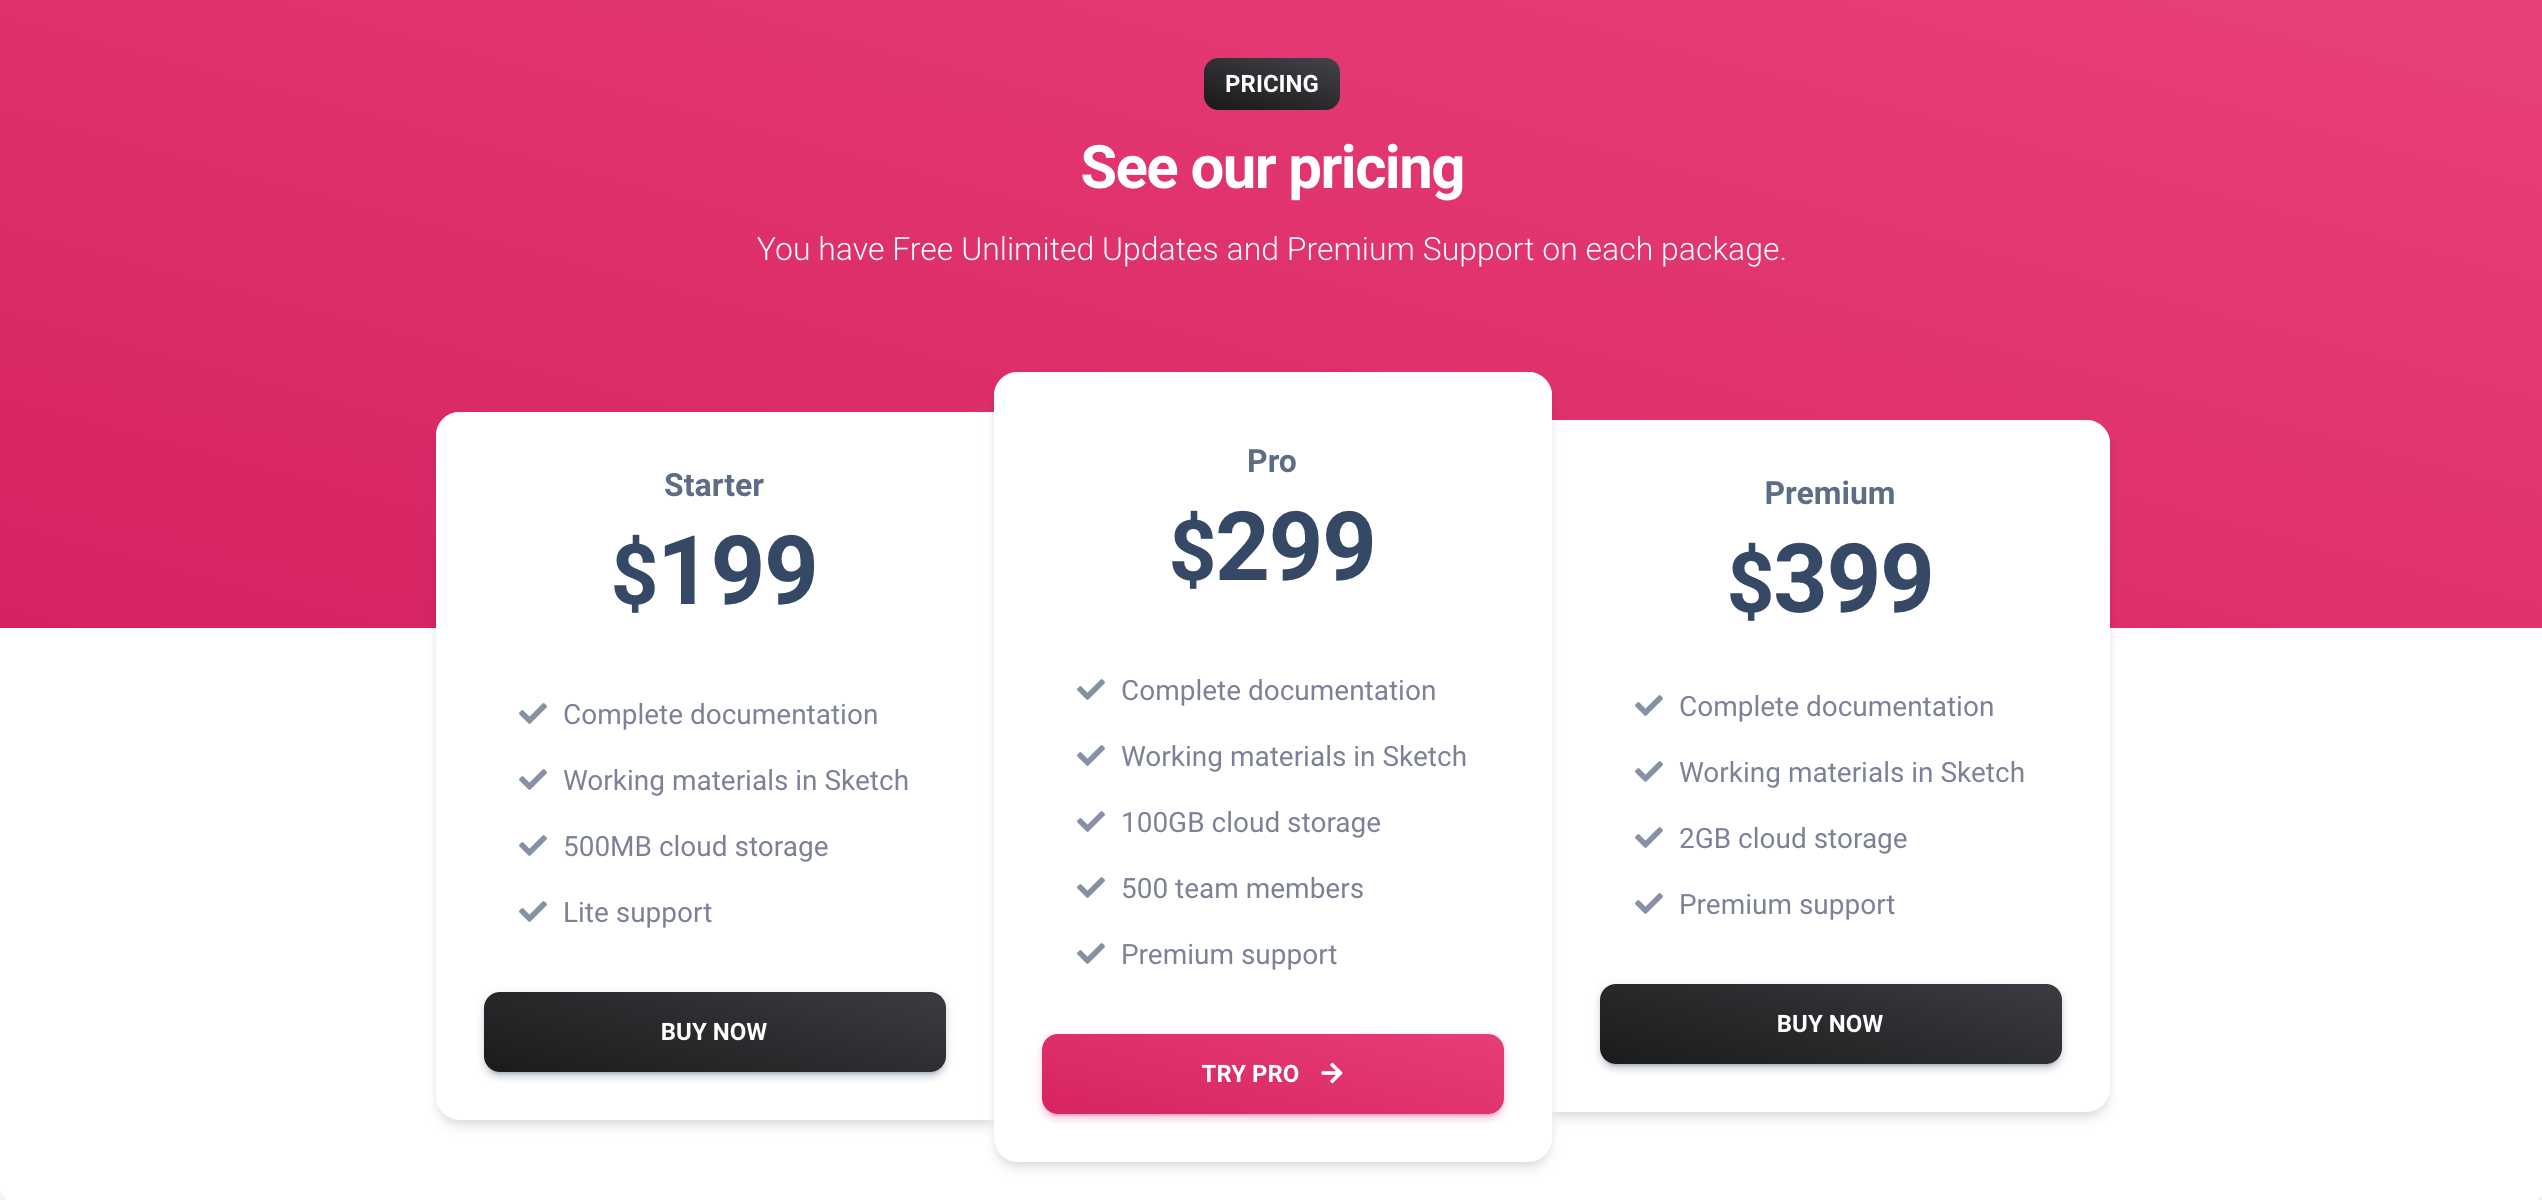 PRICING
See our pricing
You have Free Unlimited Updates and Premium Support on each package.
Starter
$199
Complete documentation
Working materials in Sketch
500MB cloud storage
Lite support
BUY NOW
Pro
$299
Complete documentation
Working materials in Sketch
100GB cloud storage
500 team members
Premium support
TRY PRO
Premium
$399
Complete documentation
Working materials in Sketch
2GB cloud storage
Premium support
BUY NOW